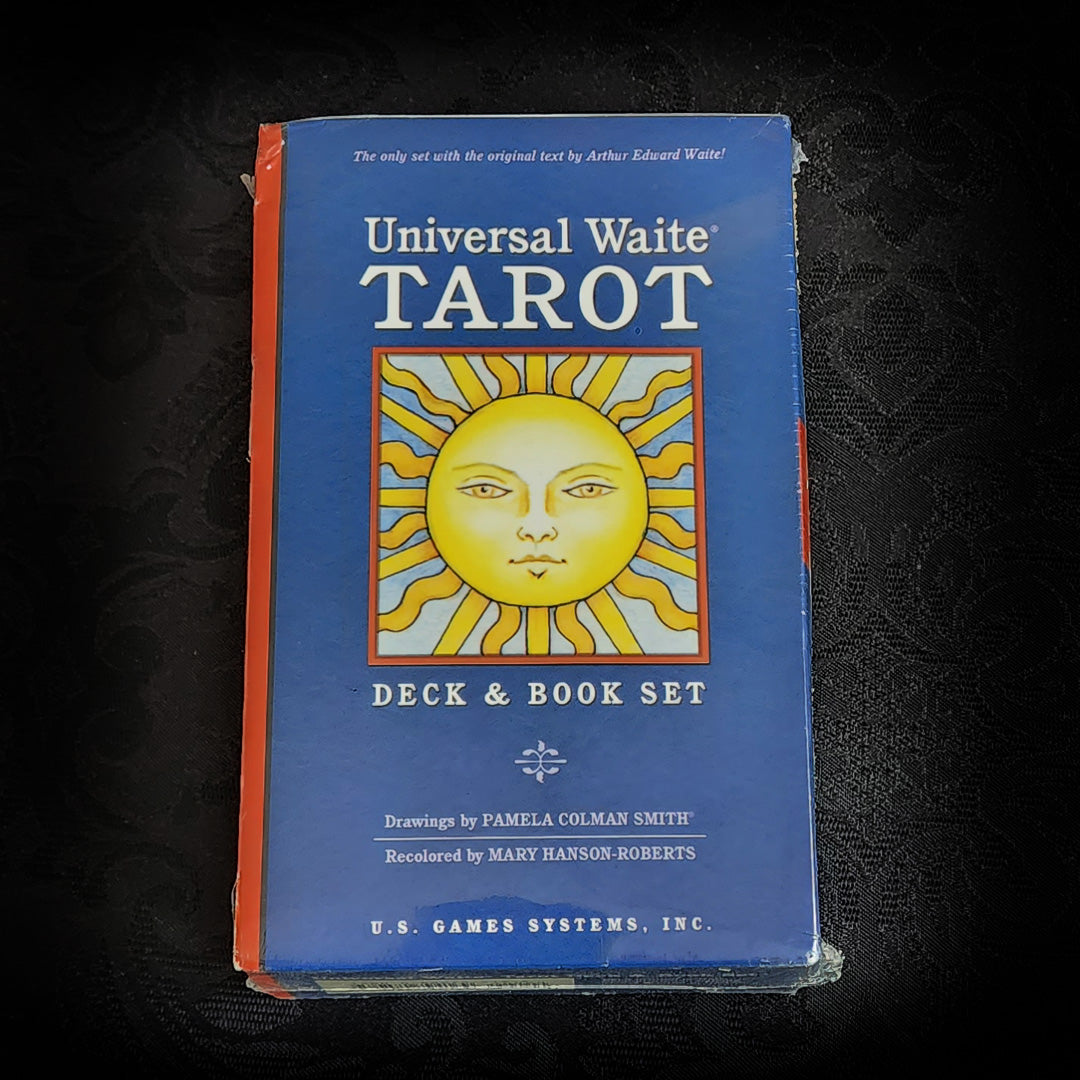 The only set with the original text by Arthur Edward Waite!
Universal Waite®
TAROT
DECK & BOOK SET
Drawings by PAMELA COLMAN SMITH®
Recolored by MARY HANSON-ROBERTS
U.S. GAMES SYSTEMS, INC.